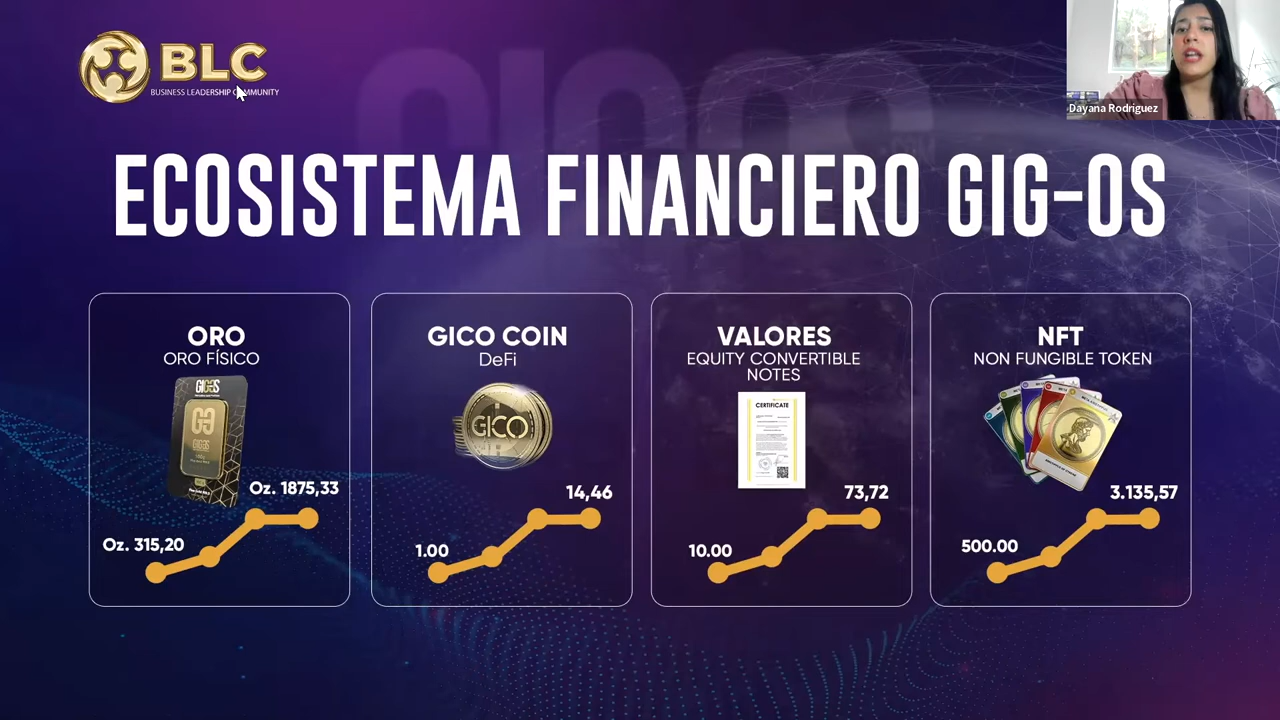 BLC
BUSINESS LEADERSHIP COMMUNITY
Dayana Rodriguez
ECOSISTEMA FINANCIERO GIG-OS
ORO
ORO FÍSICO
GIG-OS
Oz. 1875,33
Oz. 315,20
GICO COIN
DeFi
GICO
14,46
1.00
VALORES
EQUITY CONVERTIBLE
NOTES
CERTIFICATE
73,72
10.00
NFT
NON FUNGIBLE TOKEN
3.135,57
500.00